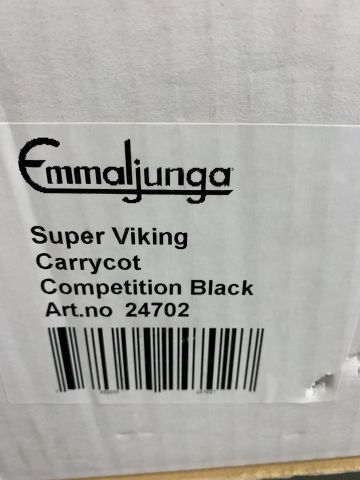 Emmaljunga
Super Viking
Carrycot
Competition Black
Art.no 24702